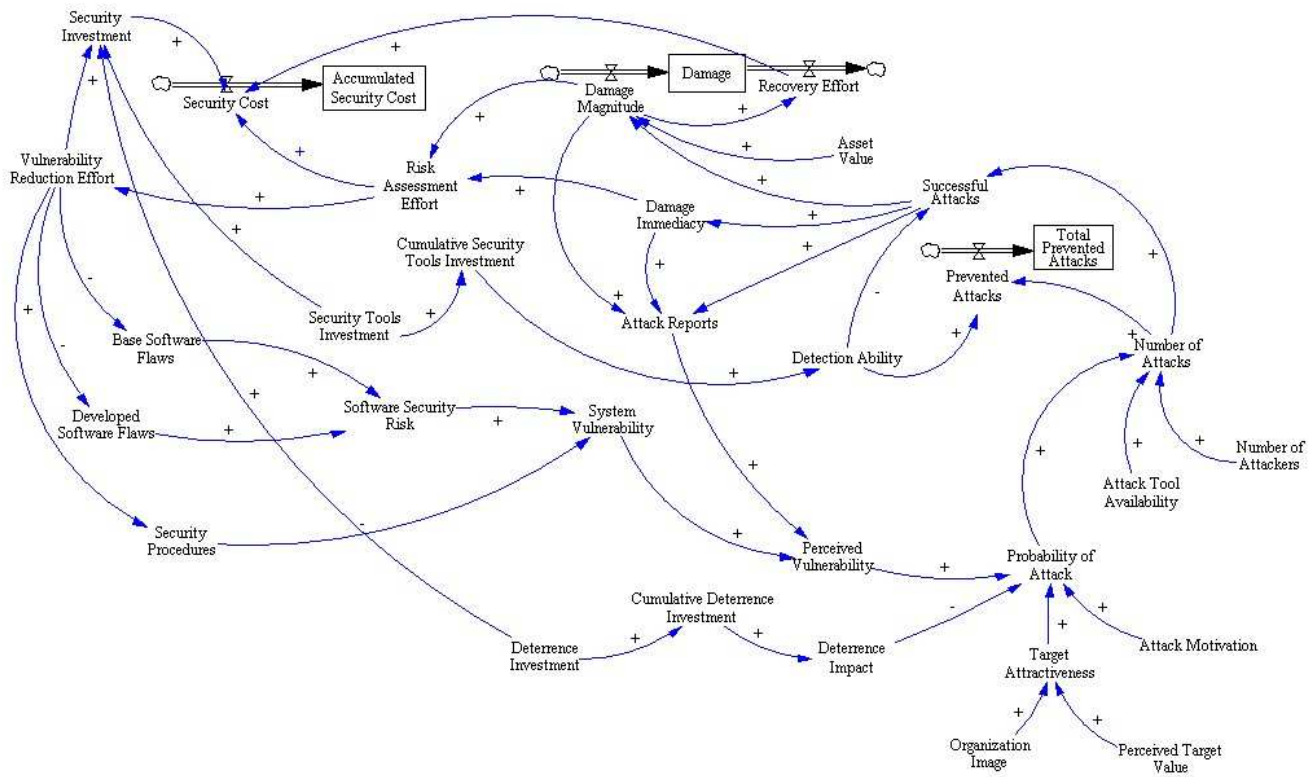 Security
Investment
+
+
+
Accumulated
Security Cost
Security Cost
Damage
Damage
Magnitude
Recovery Effort
+
+
+
+
Asset
Value
Vulnerability
Reduction Effort
Risk
Assessment
Effort
+
+
+
Successful
Attacks
+
+
Damage
Immediacy
+
+
Cumulative Security
Tools Investment
+
+
Total
Prevented
Attacks
Prevented
Attacks
+
-
+
+
-
Security Tools
Investment
+
Attack Reports
+
+
+
Base Software
Flaws
-
+
Detection Ability
+
Number of
Attacks
+
Developed
Software Flaws
+
Software Security
Risk
+
System
Vulnerability
+
+
+
+
Number of
Attackers
Attack Tool
Availability
-
Security
Procedures
+
Perceived
Vulnerability
+
Probability of
Attack
Cumulative Deterrence
Investment
-
+
Deterrence
Investment
+
+
Deterrence
Impact
+
Attack Motivation
Target
Attractiveness
+
+
Organization
Image
Perceived Target
Value